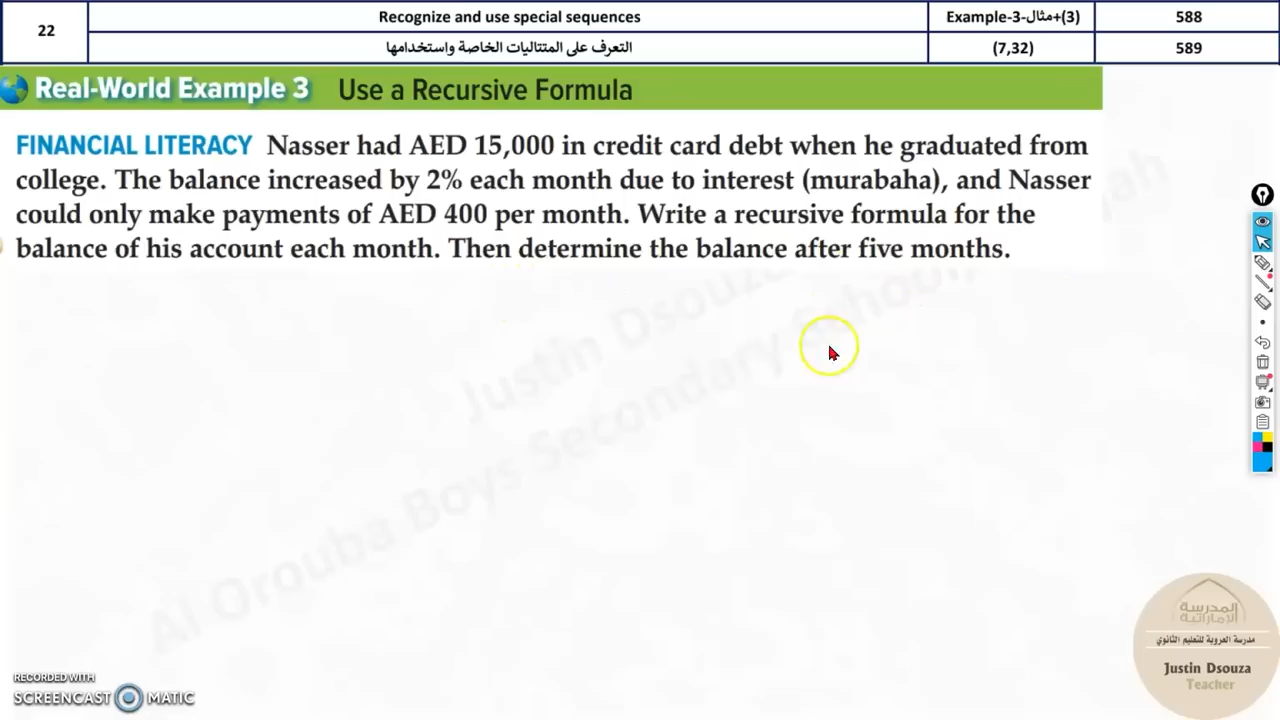 22
Recognize and use special sequences
Example-3-مثال+(3)
588
التعرف على المتتاليات الخاصة واستخدامها
(7,32)
589
Real-World Example 3 Use a Recursive Formula
FINANCIAL LITERACY Nasser had AED 15,000 in credit card debt when he graduated from
college. The balance increased by 2% each month due to interest (murabaha), and Nasser
could only make payments of AED 400 per month. Write a recursive formula for the
balance of his account each month. Then determine the balance after five months.
Justin Dsouza
Al Orouba Boys Secondary School
المدرسة
الإماراتية
مدرسة العروبة للتعليم الثانوي
Justin Dsouza
Teacher
RECORDED WITH
SCREENCAST MATIC